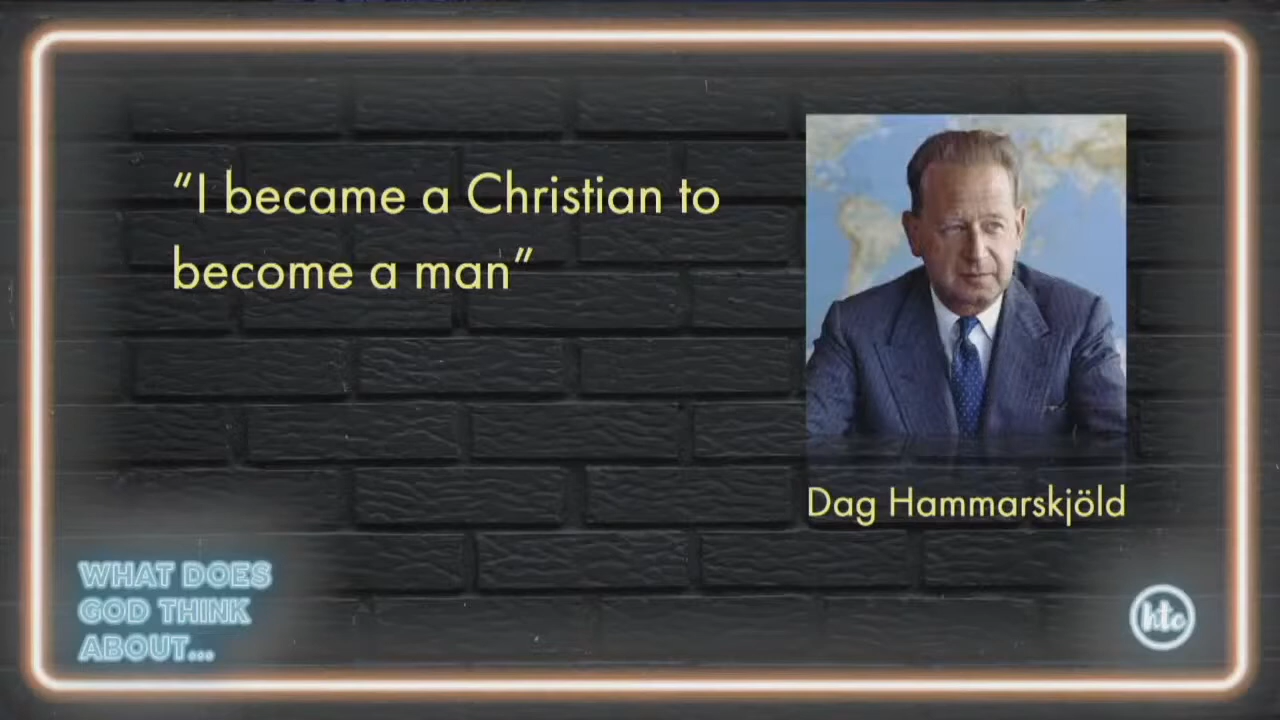 “I became a Christian to
become a man”
Dag Hammarskjöld
WHAT DOES
GOD THINK
ABOUT...
htc